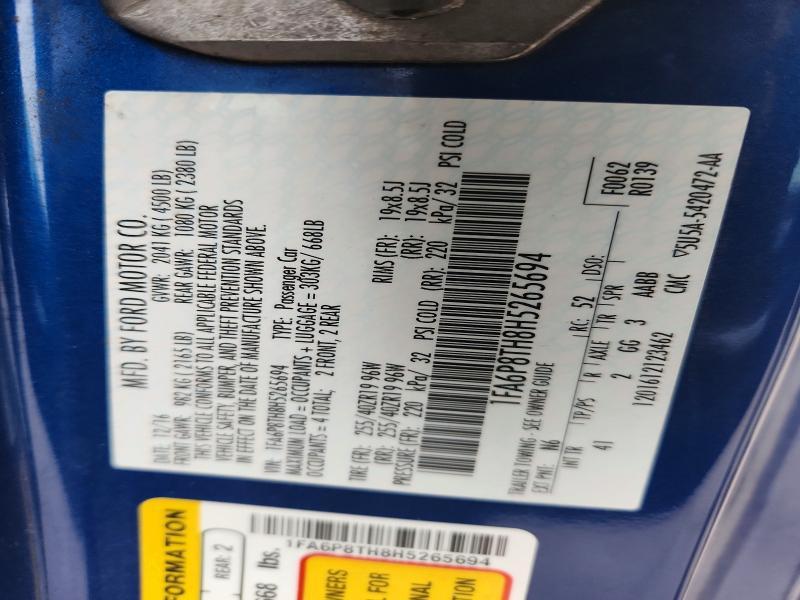 MFD. BY FORD MOTOR CO.
DATE: 12/16 GVWR: 2041 KG ( 4500 LB)
FRONT GAWR: 982 KG ( 2165 LB) REAR GAWR: 1080 KG ( 2380 LB)
THIS VEHICLE CONFORMS TO ALL APPLICABLE FEDERAL MOTOR
VEHICLE SAFETY, BUMPER, AND THEFT PREVENTION STANDARDS
IN EFFECT ON THE DATE OF MANUFACTURE SHOWN ABOVE.
VIN: 1FA6P8TH8H5265694 TYPE: Passenger Car
MAXIMUM LOAD = OCCUPANTS + LUGGAGE = 303KG/ 668LB
OCCUPANTS = 4 TOTAL; 2 FRONT, 2 REAR
TIRE (FR): 255/40ZR19 96W RIMS (FR): 19x8.5J
(RR): 255/40ZR19 96W (RR): 19x8.5J
PRESSURE (FR): 220 kPa/ 32 PSI COLD (RR): 220 kPa/ 32 PSI COLD
1FA6P8TH8H5265694
TRAILER TOWING - SEE OWNER GUIDE
EXT PNT: N6 RC: 52 DSO: F0062
INT TR TP/PS R AXLE TR SPR R0139
41 2 GG 3 AABB
1201612123462 CMC ▽5U5A-5420472-AA
FORMATION
REAR: 2
668 lbs.
1FA6P8TH8H5265694
FOR